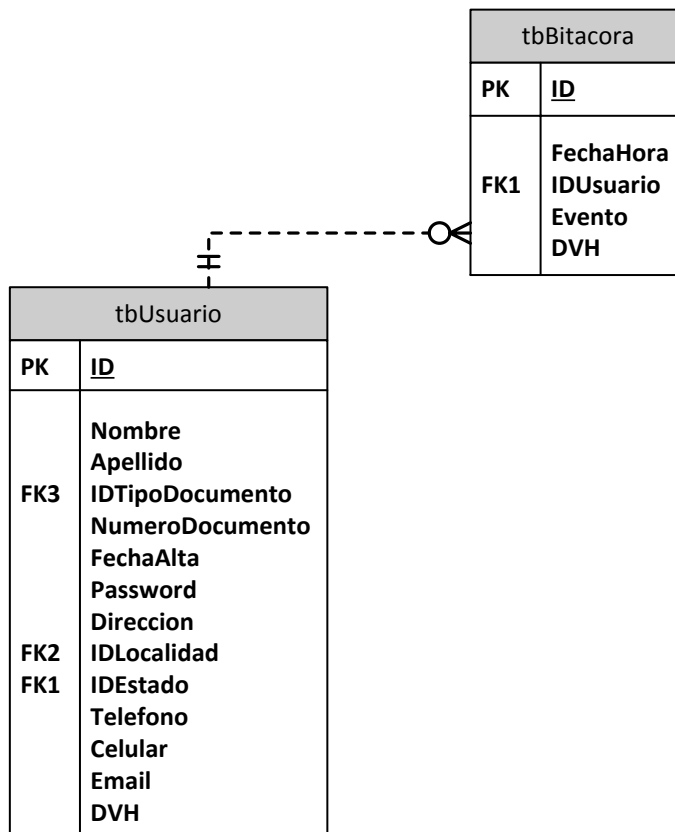 tbBitacora
PK ID
FechaHora
FK1 IDUsuario
Evento
DVH
tbUsuario
PK ID
Nombre
Apellido
FK3 IDTipoDocumento
NumeroDocumento
FechaAlta
Password
Direccion
FK2 IDLocalidad
FK1 IDEstado
Telefono
Celular
Email
DVH